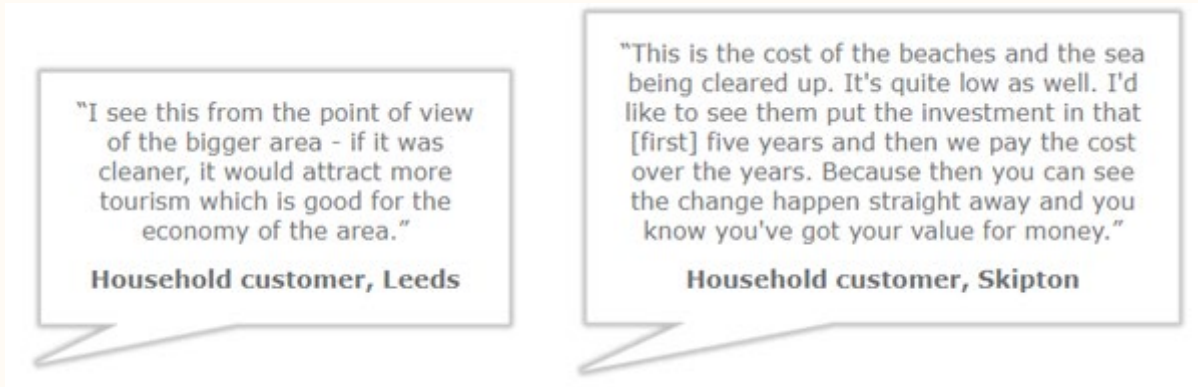 “I see this from the point of view
of the bigger area - if it was
cleaner, it would attract more
tourism which is good for the
economy of the area.”
Household customer, Leeds
“This is the cost of the beaches and the sea
being cleared up. It's quite low as well. I'd
like to see them put the investment in that
[first] five years and then we pay the cost
over the years. Because then you can see
the change happen straight away and you
know you've got your value for money.”
Household customer, Skipton